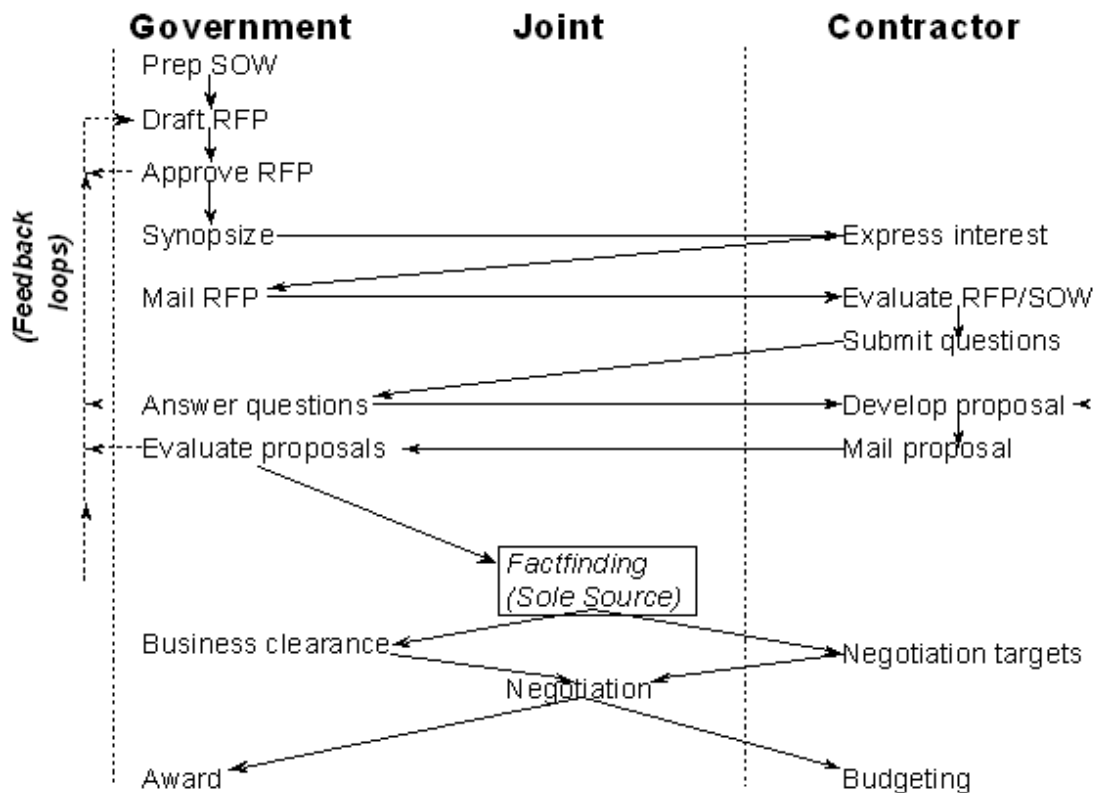 Government Joint Contractor
Prep SOW
Draft RFP
Approve RFP
(Feedback
loops)
Synopsize Express interest
Mail RFP Evaluate RFP/SOW
Submit questions
Answer questions Develop proposal
Evaluate proposals Mail proposal
Factfinding
(Sole Source)
Business clearance Negotiation targets
Negotiation
Award Budgeting